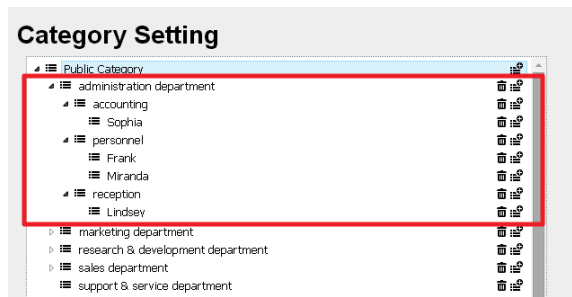 Category Setting
Public Category
administration department
accounting
Sophia
personnel
Frank
Miranda
reception
Lindsey
marketing department
research & development department
sales department
support & service department